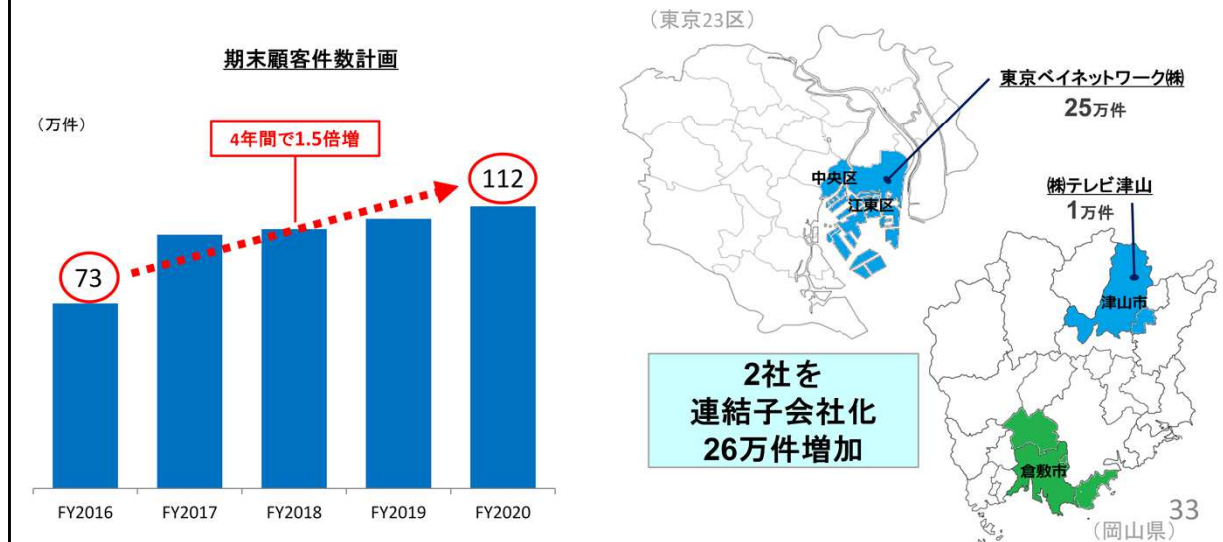 期末顧客件数計画
（万件）
4年間で1.5倍増
73
112
FY2016
FY2017
FY2018
FY2019
FY2020
（東京23区）
東京ベイネットワーク㈱
25万件
中央区
江東区
㈱テレビ津山
1万件
津山市
2社を
連結子会社化
26万件増加
倉敷市
33
（岡山県）